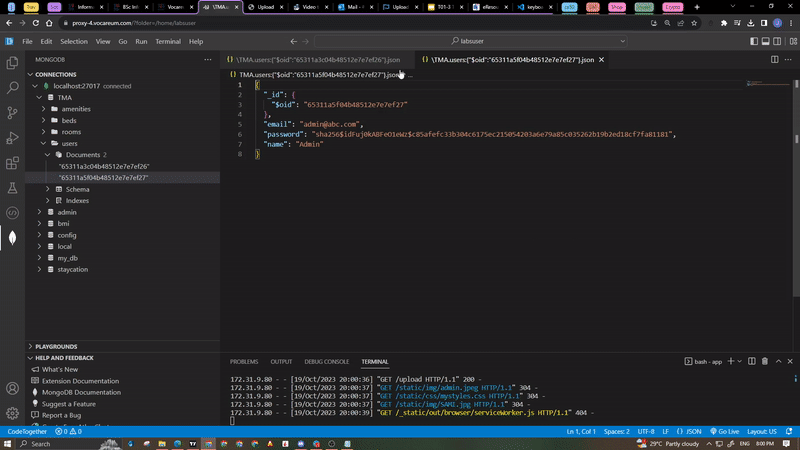 \TMA.
Upload
Video t
Mail - A
Upload
T01-3
eResou
keyboa
proxy-4.vocareum.com/?folder=/home/labsuser
File Edit Selection View Go Run Terminal Help
labsuser
MONGODB
CONNECTIONS
localhost:27017 connected
TMA
amenities
beds
rooms
users
Documents 2
"65311a3c04b48512e7e7ef26"
"65311a5f04b48512e7e7ef27"
Schema
Indexes
admin
bmi
config
local
my_db
staycation
PLAYGROUNDS
HELP AND FEEDBACK
What's New
Extension Documentation
MongoDB Documentation
Suggest a Feature
Report a Bug
\TMA.users:{"$oid":"65311a3c04b48512e7e7ef26"}.json
\TMA.users:{"$oid":"65311a5f04b48512e7e7ef27"}.json
TMA.users:{"$oid":"65311a5f04b48512e7e7ef27"}.json
1 {
2 "_id": {
3 "$oid": "65311a5f04b48512e7e7ef27"
4 },
5 "email": "admin@abc.com",
6 "password": "sha256$idFuj0kABFeO1eWz$c85afefc33b304c6175ec215054203a6e79a85c035262b19b2ed18cf7fa81181",
7 "name": "Admin"
8 }
PROBLEMS OUTPUT DEBUG CONSOLE TERMINAL
bash - app
172.31.9.80 - - [19/Oct/2023 20:00:36] "GET /upload HTTP/1.1" 200 -
172.31.9.80 - - [19/Oct/2023 20:00:37] "GET /static/img/admin.jpeg HTTP/1.1" 304 -
172.31.9.80 - - [19/Oct/2023 20:00:37] "GET /static/css/mystyles.css HTTP/1.1" 304 -
172.31.9.80 - - [19/Oct/2023 20:00:37] "GET /static/img/SAMI.jpg HTTP/1.1" 304 -
172.31.9.80 - - [19/Oct/2023 20:00:39] "GET /_static/out/browser/serviceWorker.js HTTP/1.1" 404 -
CodeTogether 0 0
Ln 1, Col 1 Spaces: 2 UTF-8 LF {} JSON Go Live Layout: US
Search
29°C Partly cloudy
ENG
8:00 PM